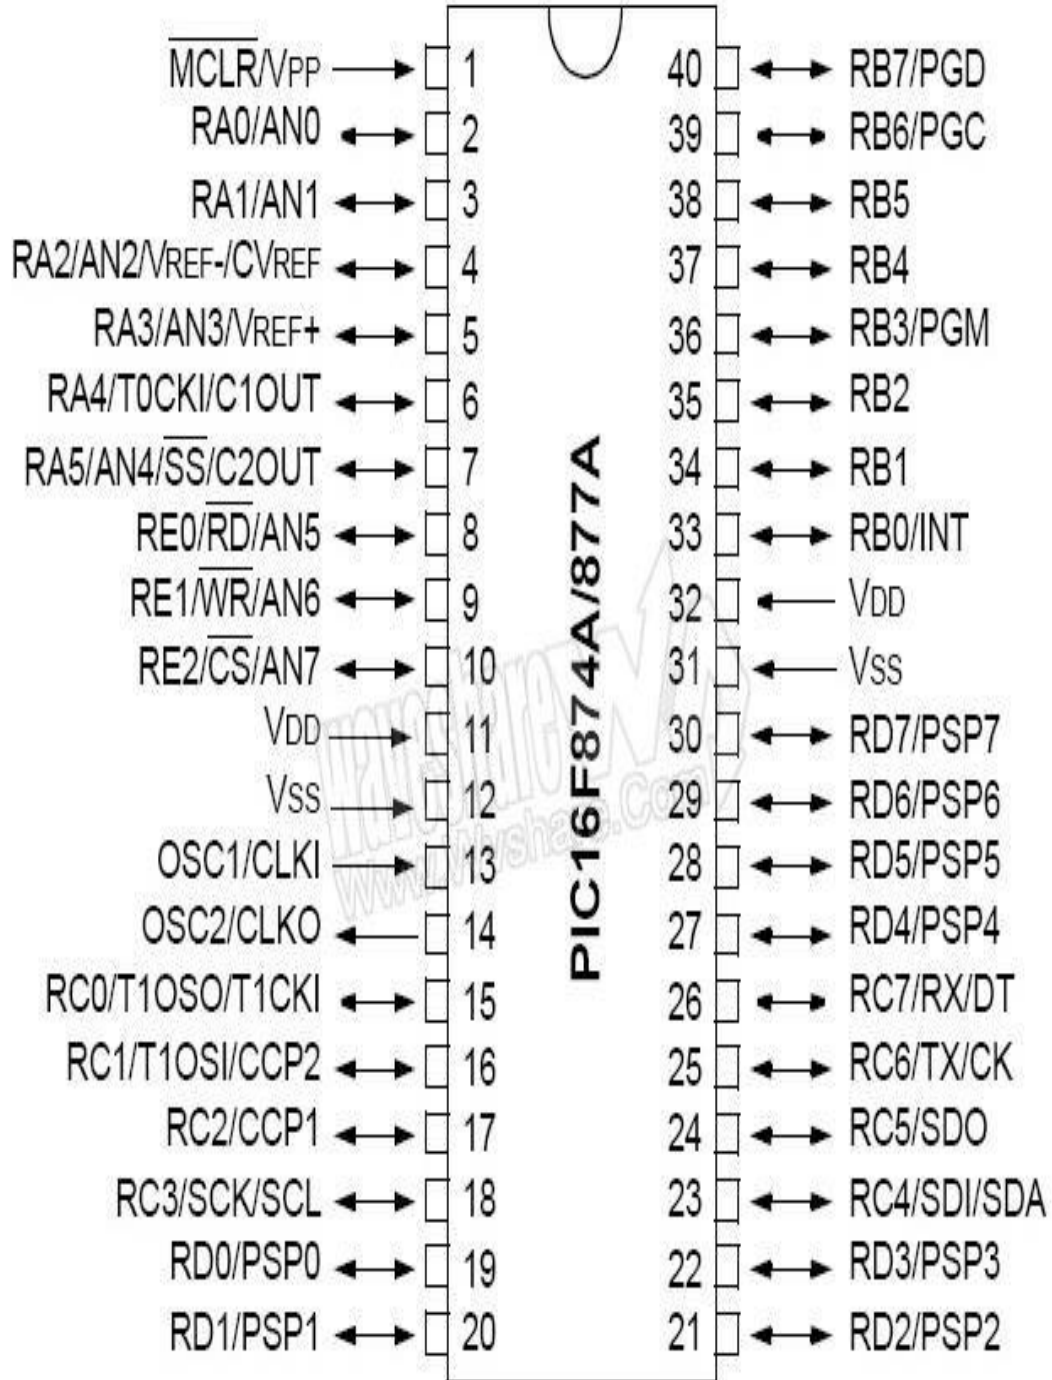 MCLR/VPP 1 40 RB7/PGD
RA0/AN0 2 39 RB6/PGC
RA1/AN1 3 38 RB5
RA2/AN2/VREF-/CVREF 4 37 RB4
RA3/AN3/VREF+ 5 36 RB3/PGM
RA4/T0CKI/C1OUT 6 35 RB2
RA5/AN4/SS/C2OUT 7 34 RB1
RE0/RD/AN5 8 33 RB0/INT
RE1/WR/AN6 9 32 VDD
RE2/CS/AN7 10 31 VSS
VDD 11 30 RD7/PSP7
VSS 12 29 RD6/PSP6
OSC1/CLKI 13 28 RD5/PSP5
OSC2/CLKO 14 27 RD4/PSP4
RC0/T1OSO/T1CKI 15 26 RC7/RX/DT
RC1/T1OSI/CCP2 16 25 RC6/TX/CK
RC2/CCP1 17 24 RC5/SDO
RC3/SCK/SCL 18 23 RC4/SDI/SDA
RD0/PSP0 19 22 RD3/PSP3
RD1/PSP1 20 21 RD2/PSP2
PIC16F874A/877A
Waveshare